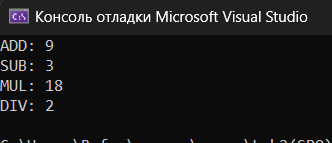 Консоль отладки Microsoft Visual Studio
ADD: 9
SUB: 3
MUL: 18
DIV: 2